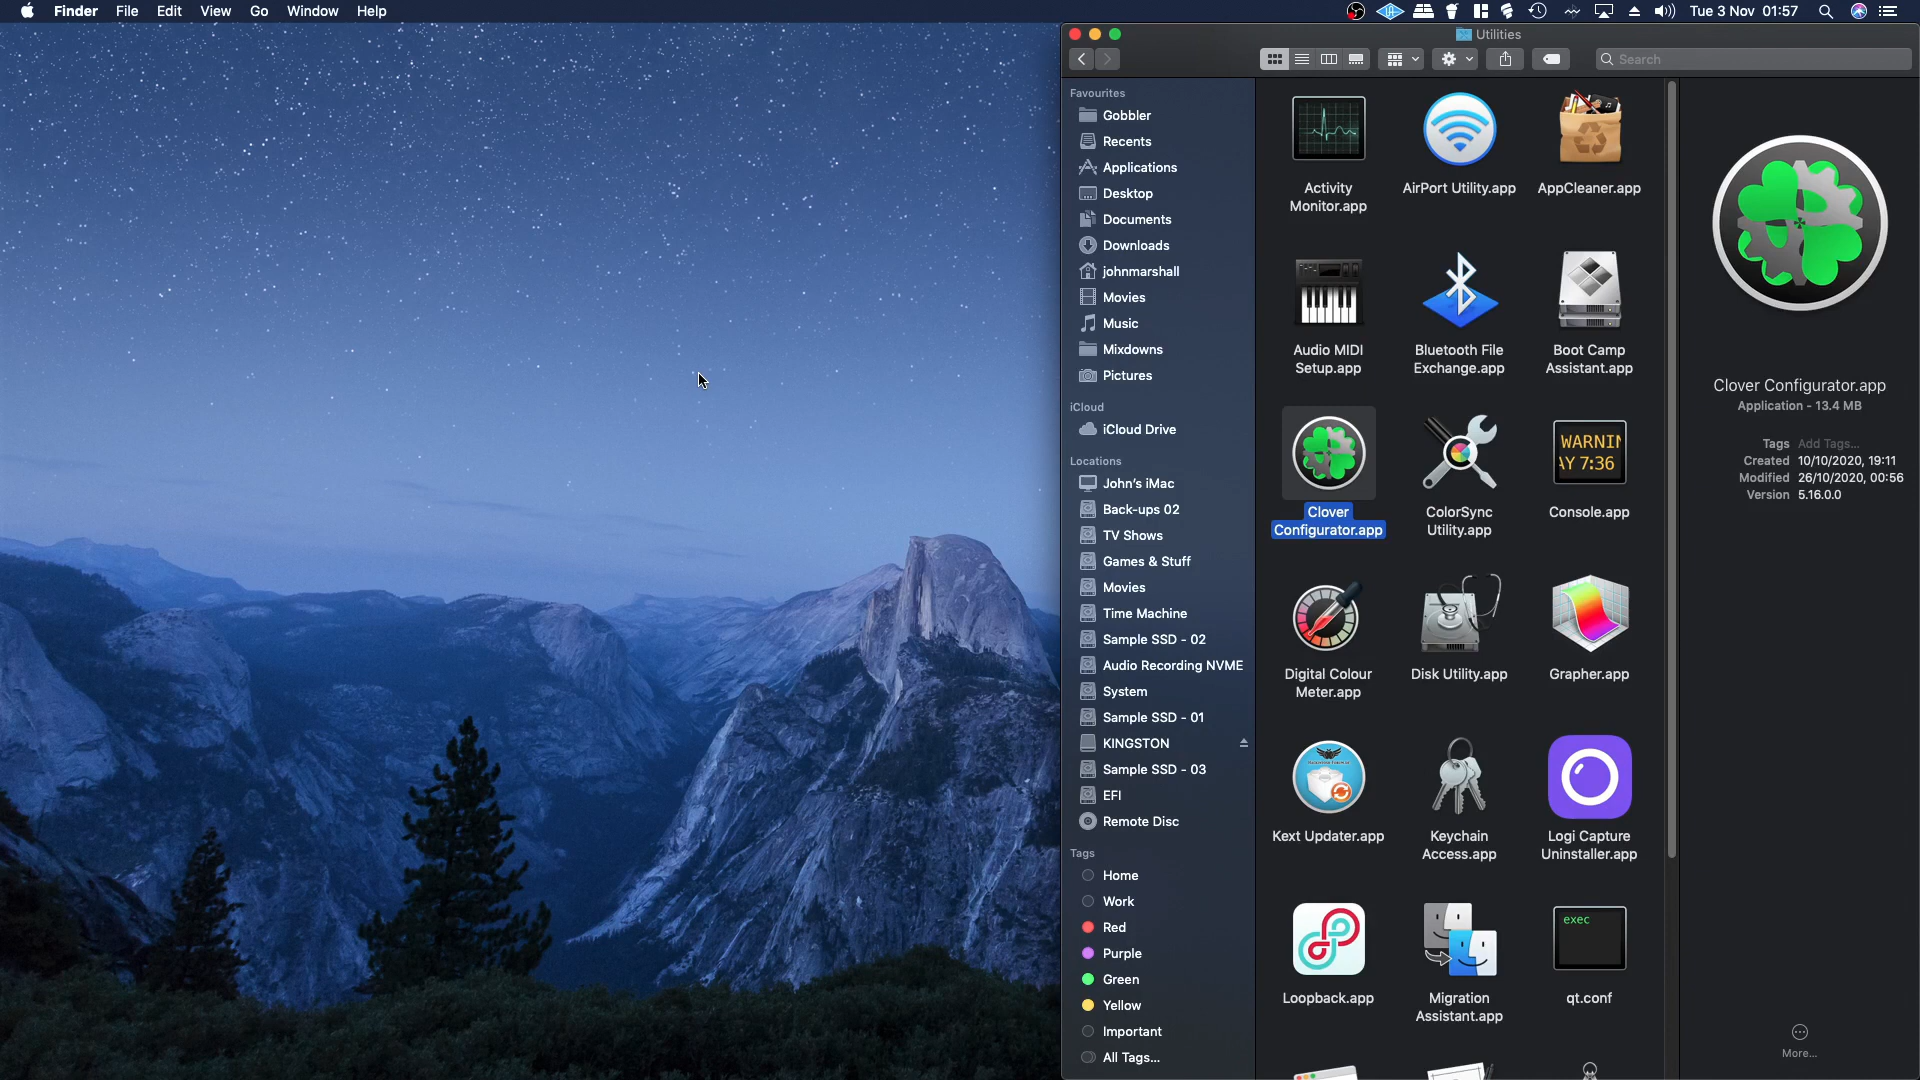 Finder File Edit View Go Window Help
Tue 3 Nov 01:57
Utilities
Search
Favourites
Gobbler
Recents
Applications
Desktop
Documents
Downloads
johnmarshall
Movies
Music
Mixdowns
Pictures
iCloud
iCloud Drive
Locations
John's iMac
Back-ups 02
TV Shows
Games & Stuff
Movies
Time Machine
Sample SSD - 02
Audio Recording NVME
System
Sample SSD - 01
KINGSTON
Sample SSD - 03
EFI
Remote Disc
Tags
Home
Work
Red
Purple
Green
Yellow
Important
All Tags...
Activity
Monitor.app
AirPort Utility.app
AppCleaner.app
Audio MIDI
Setup.app
Bluetooth File
Exchange.app
Boot Camp
Assistant.app
Clover
Configurator.app
ColorSync
Utility.app
WARNIN
AY 7:36
Console.app
Digital Colour
Meter.app
Disk Utility.app
Grapher.app
Kext Updater.app
Keychain
Access.app
Logi Capture
Uninstaller.app
Loopback.app
Migration
Assistant.app
exec
qt.conf
Clover Configurator.app
Application - 13.4 MB
Tags Add Tags...
Created 10/10/2020, 19:11
Modified 26/10/2020, 00:56
Version 5.16.0.0
More...